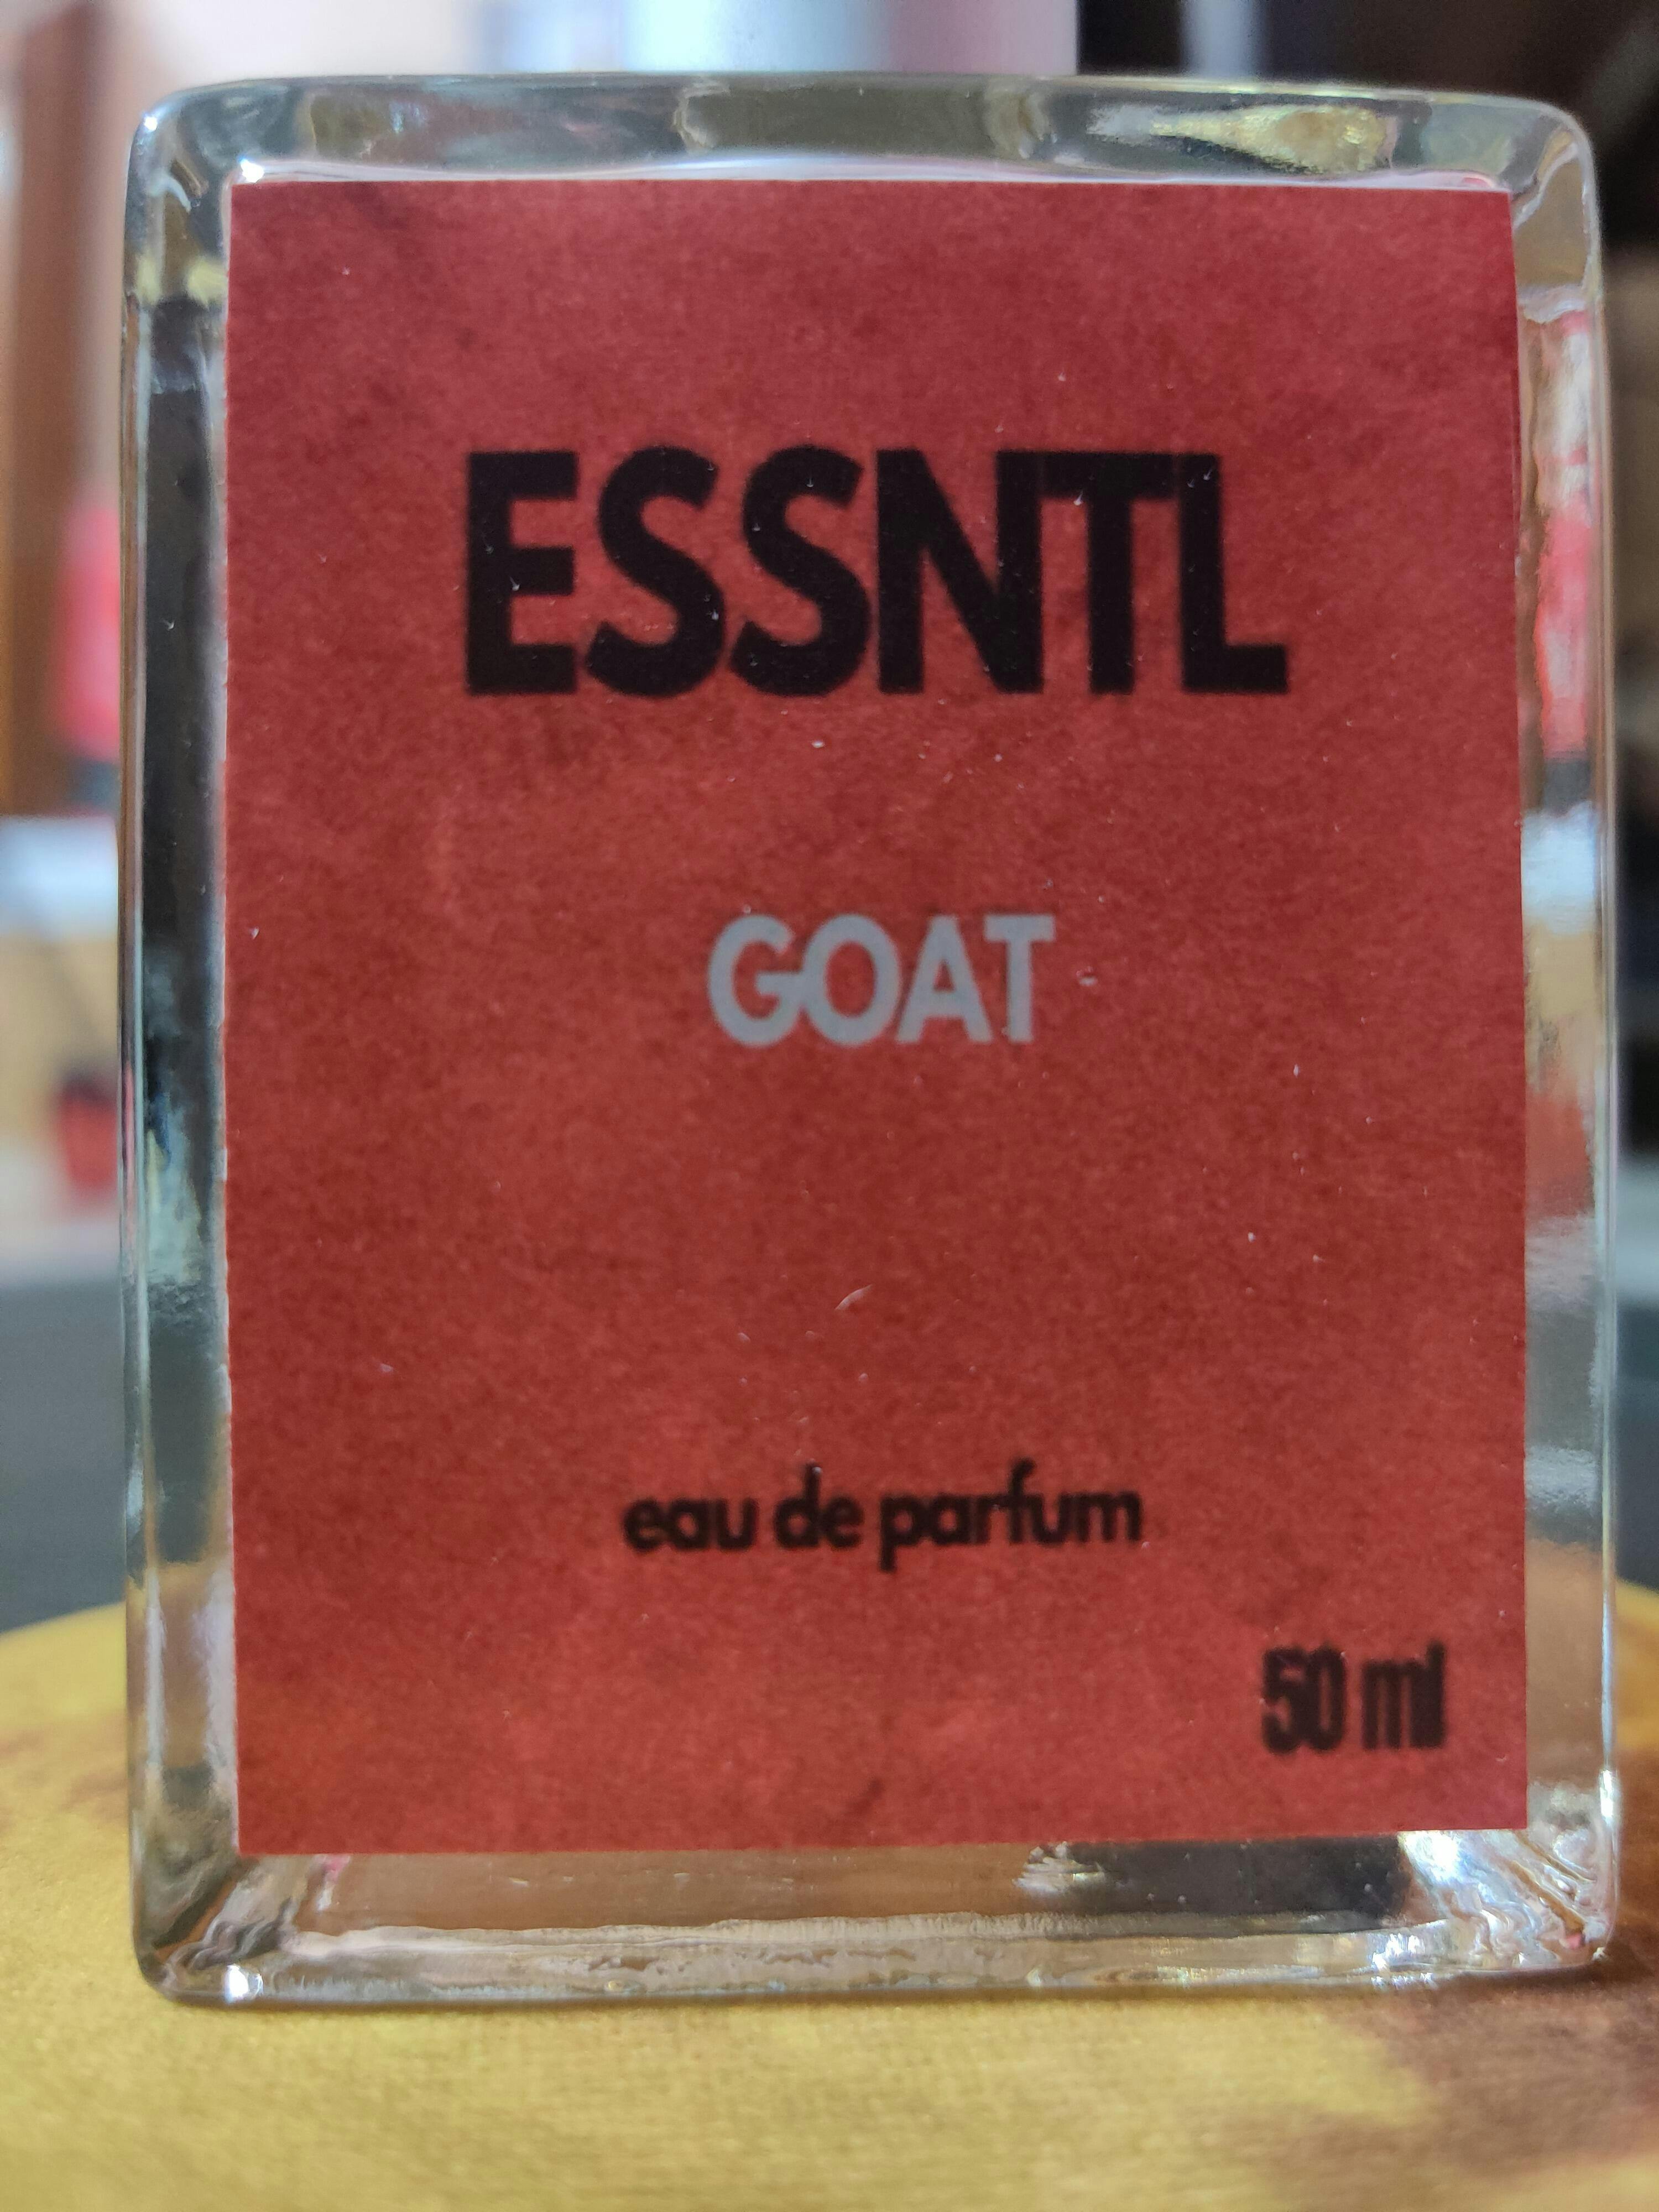 ESSNTL
GOAT
eau de parfum
50 ml